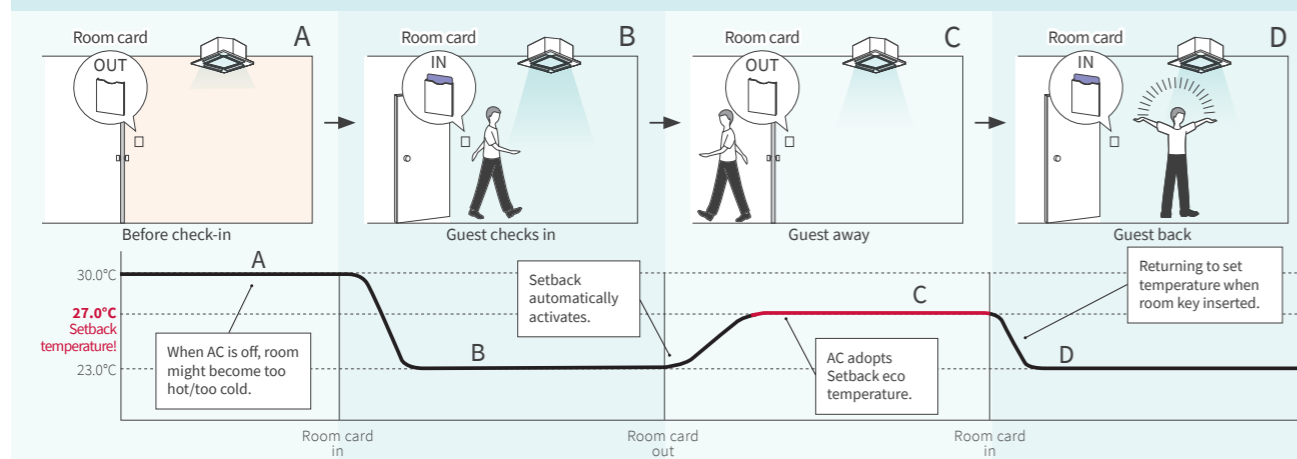 Room card
OUT
A
Room card
IN
B
Room card
OUT
C
Room card
IN
D
Before check-in
Guest checks in
Guest away
Guest back
30.0°C
27.0°C
Setback
temperature!
23.0°C
A
When AC is off, room
might become too
hot/too cold.
B
Setback
automatically
activates.
C
AC adopts
Setback eco
temperature.
Returning to set
temperature when
room key inserted.
D
Room card
in
Room card
out
Room card
in